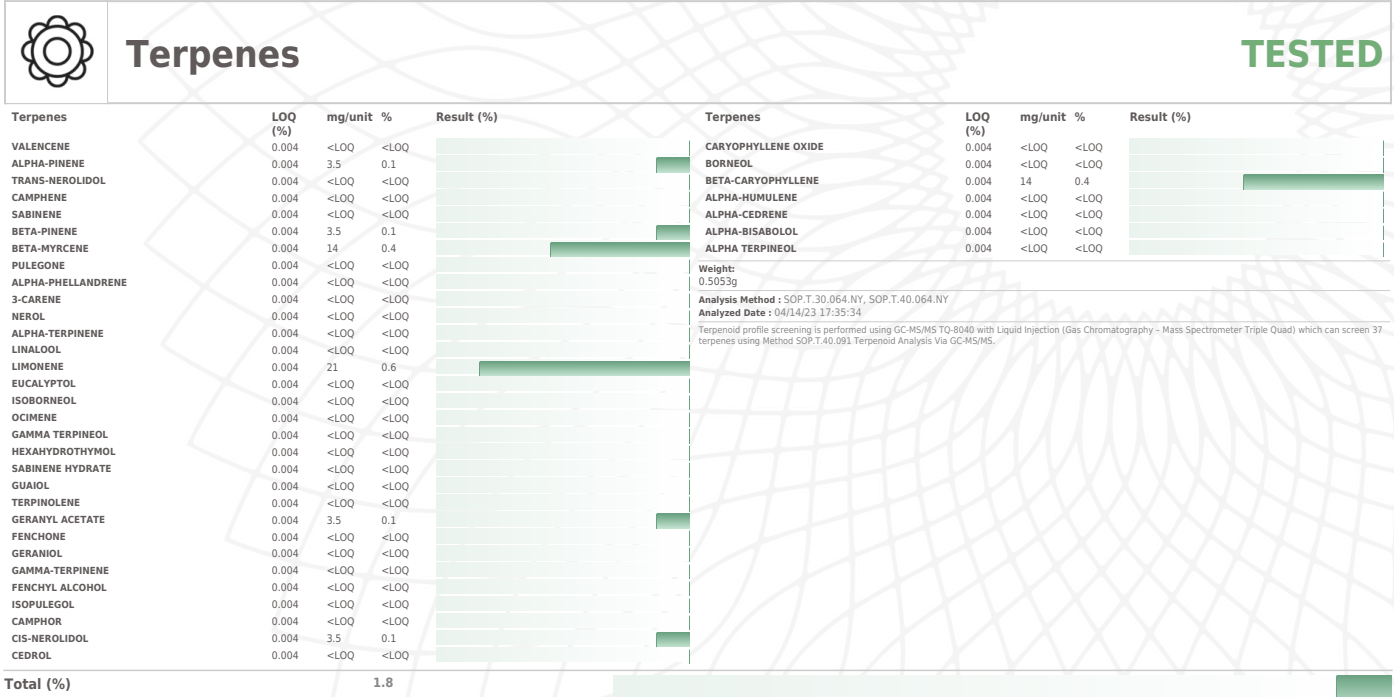 Terpenes
TESTED
Terpenes LOQ (%) mg/unit % Result (%)
VALENCENE 0.004 <LOQ <LOQ
ALPHA-PINENE 0.004 3.5 0.1
TRANS-NEROLIDOL 0.004 <LOQ <LOQ
CAMPHENE 0.004 <LOQ <LOQ
SABINENE 0.004 <LOQ <LOQ
BETA-PINENE 0.004 3.5 0.1
BETA-MYRCENE 0.004 14 0.4
PULEGONE 0.004 <LOQ <LOQ
ALPHA-PHELLANDRENE 0.004 <LOQ <LOQ
3-CARENE 0.004 <LOQ <LOQ
NEROL 0.004 <LOQ <LOQ
ALPHA-TERPINENE 0.004 <LOQ <LOQ
LINALOOL 0.004 <LOQ <LOQ
LIMONENE 0.004 21 0.6
EUCALYPTOL 0.004 <LOQ <LOQ
ISOBORNEOL 0.004 <LOQ <LOQ
OCIMENE 0.004 <LOQ <LOQ
GAMMA TERPINEOL 0.004 <LOQ <LOQ
HEXAHYDROTHYMOL 0.004 <LOQ <LOQ
SABINENE HYDRATE 0.004 <LOQ <LOQ
GUAIOL 0.004 <LOQ <LOQ
TERPINOLENE 0.004 <LOQ <LOQ
GERANYL ACETATE 0.004 3.5 0.1
FENCHONE 0.004 <LOQ <LOQ
GERANIOL 0.004 <LOQ <LOQ
GAMMA-TERPINENE 0.004 <LOQ <LOQ
FENCHYL ALCOHOL 0.004 <LOQ <LOQ
ISOPULEGOL 0.004 <LOQ <LOQ
CAMPHOR 0.004 <LOQ <LOQ
CIS-NEROLIDOL 0.004 3.5 0.1
CEDROL 0.004 <LOQ <LOQ
Terpenes LOQ (%) mg/unit % Result (%)
CARYOPHYLLENE OXIDE 0.004 <LOQ <LOQ
BORNEOL 0.004 <LOQ <LOQ
BETA-CARYOPHYLLENE 0.004 14 0.4
ALPHA-HUMULENE 0.004 <LOQ <LOQ
ALPHA-CEDRENE 0.004 <LOQ <LOQ
ALPHA-BISABOLOL 0.004 <LOQ <LOQ
ALPHA TERPINEOL 0.004 <LOQ <LOQ
Weight:
0.5053g
Analysis Method : SOP.T.30.064.NY, SOP.T.40.064.NY
Analyzed Date : 04/14/23 17:35:34
Terpenoid profile screening is performed using GC-MS/MS TQ-8040 with Liquid Injection (Gas Chromatography – Mass Spectrometer Triple Quad) which can screen 37
terpenes using Method SOP.T.40.091 Terpenoid Analysis Via GC-MS/MS.
Total (%) 1.8